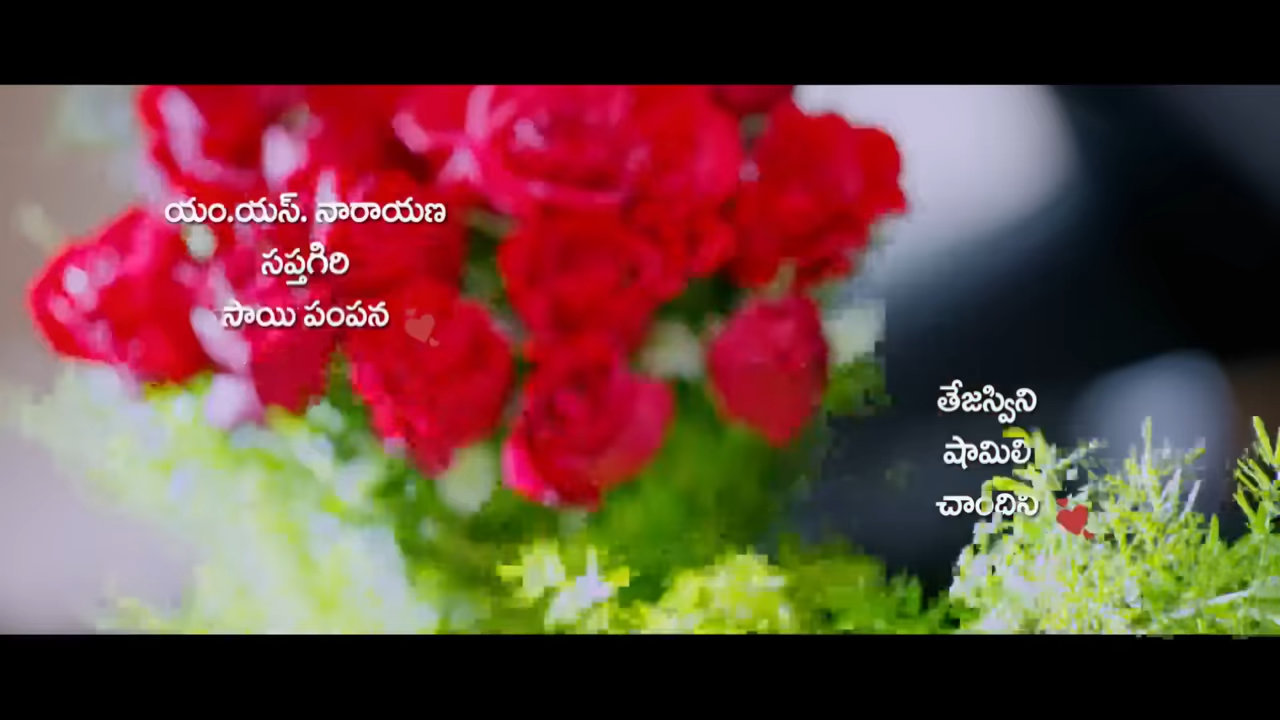 యం.యస్. నారాయణ
సప్తగిరి
సాయి పంపన
తేజస్విని
షామిలి
చాందిని